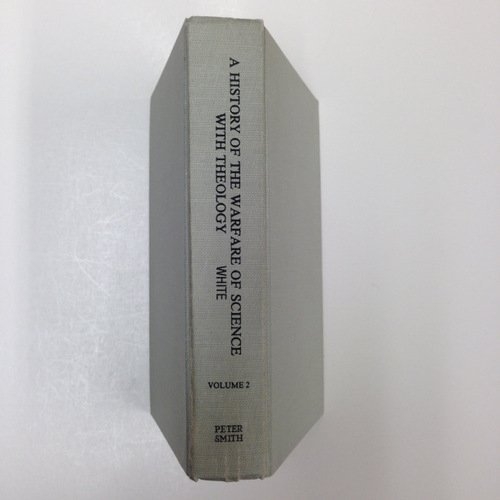 A HISTORY OF THE WARFARE OF SCIENCE
WITH THEOLOGY WHITE
VOLUME 2
PETER
SMITH